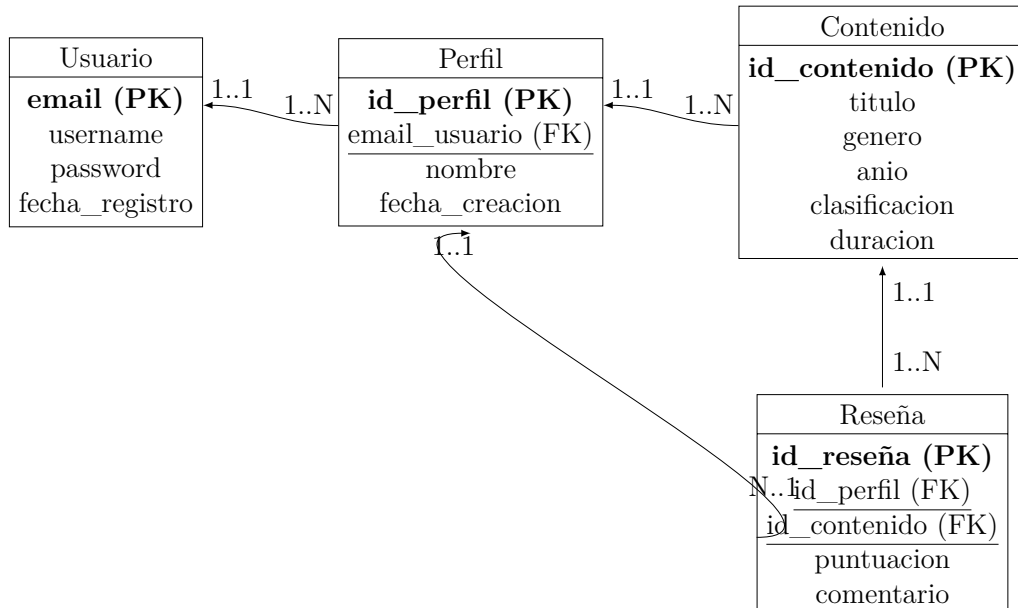 Usuario
email (PK)
username
password
fecha_registro
1..1
1..N
Perfil
id_perfil (PK)
email_usuario (FK)
nombre
fecha_creacion
1..1
1..N
Contenido
id_contenido (PK)
titulo
genero
anio
clasificacion
duracion
1..1
1..1
1..N
Reseña
id_reseña (PK)
N..1
id_perfil (FK)
id_contenido (FK)
puntuacion
comentario